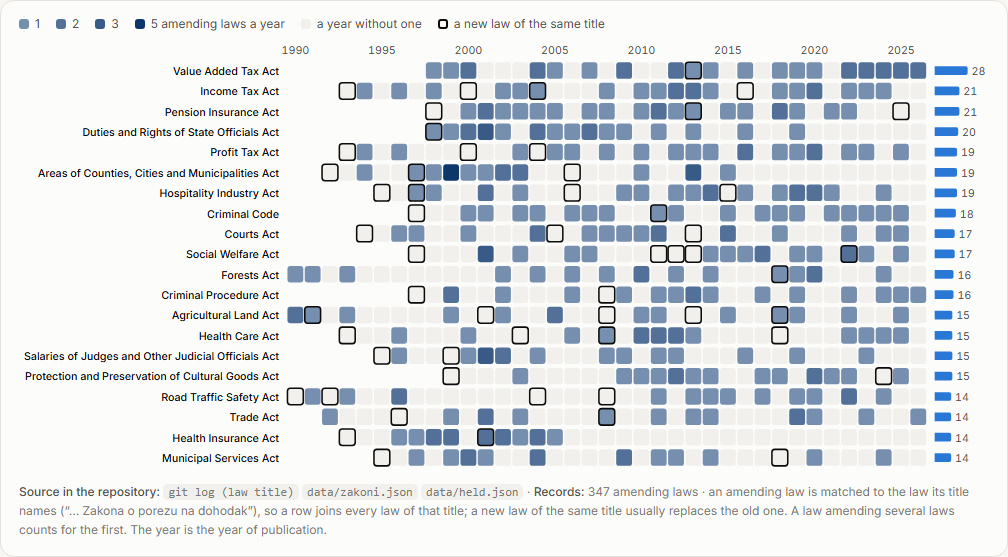 1 2 3 5 amending laws a year a year without one a new law of the same title
1990 1995 2000 2005 2010 2015 2020 2025
Value Added Tax Act 28
Income Tax Act 21
Pension Insurance Act 21
Duties and Rights of State Officials Act 20
Profit Tax Act 19
Areas of Counties, Cities and Municipalities Act 19
Hospitality Industry Act 19
Criminal Code 18
Courts Act 17
Social Welfare Act 17
Forests Act 16
Criminal Procedure Act 16
Agricultural Land Act 15
Health Care Act 15
Salaries of Judges and Other Judicial Officials Act 15
Protection and Preservation of Cultural Goods Act 15
Road Traffic Safety Act 14
Trade Act 14
Health Insurance Act 14
Municipal Services Act 14
Source in the repository: git log (law title) data/zakoni.json data/held.json · Records: 347 amending laws · an amending law is matched to the law its title
names (“… Zakona o porezu na dohodak”), so a row joins every law of that title; a new law of the same title usually replaces the old one. A law amending several laws
counts for the first. The year is the year of publication.